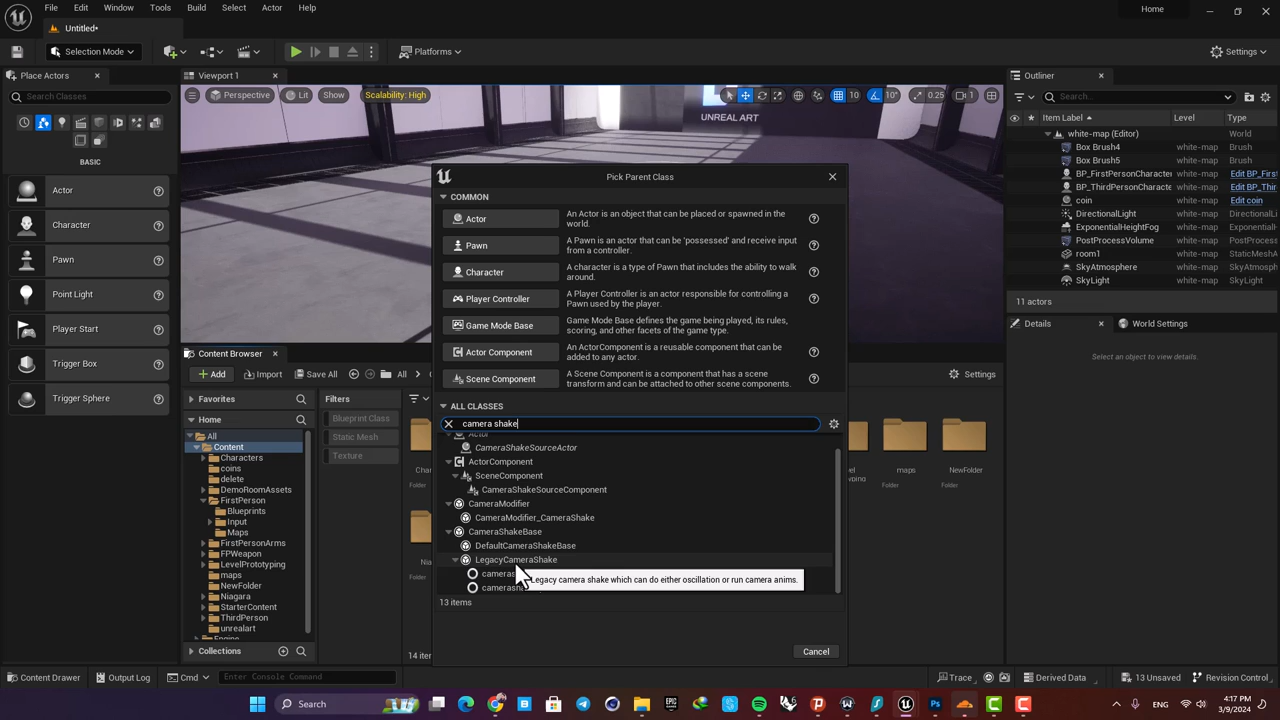 File Edit Window Tools Build Select Actor Help
Home
Untitled*
Selection Mode
Platforms
Settings
Place Actors
Viewport 1
Outliner
Search Classes
Perspective
Lit
Show
Scalability: High
10
10°
0.25
1
Search...
Item Label
Level
Type
BASIC
UNREAL ART
white-map (Editor)
World
Box Brush4
white-map
Brush
Box Brush5
white-map
Brush
BP_FirstPersonCharacte
white-map
Edit BP_Firs
BP_ThirdPersonCharacte
white-map
Edit BP_Thir
coin
white-map
Edit coin
DirectionalLight
white-map
DirectionalL
ExponentialHeightFog
white-map
Exponential
PostProcessVolume
white-map
PostProcess
room1
white-map
StaticMeshA
SkyAtmosphere
white-map
SkyAtmosph
SkyLight
white-map
SkyLight
11 actors
Details
World Settings
Select an object to view details.
Actor
Character
Pawn
Point Light
Player Start
Trigger Box
Trigger Sphere
Pick Parent Class
COMMON
Actor
An Actor is an object that can be placed or spawned in the
world.
Pawn
A Pawn is an actor that can be 'possessed' and receive input
from a controller.
Character
A character is a type of Pawn that includes the ability to walk
around.
Player Controller
A Player Controller is an actor responsible for controlling a
Pawn used by the player.
Game Mode Base
Game Mode Base defines the game being played, its rules,
scoring, and other facets of the game type.
Actor Component
An ActorComponent is a reusable component that can be
added to any actor.
Scene Component
A Scene Component is a component that has a scene
transform and can be attached to other scene components.
ALL CLASSES
camera shake
Actor
CameraShakeSourceActor
ActorComponent
SceneComponent
CameraShakeSourceComponent
CameraModifier
CameraModifier_CameraShake
CameraShakeBase
DefaultCameraShakeBase
LegacyCameraShake
Legacy camera shake which can do either oscillation or run camera anims.
13 items
Cancel
Content Browser
Add
Import
Save All
All
Settings
Favorites
Home
Filters
Blueprint Class
Static Mesh
Texture
All
Content
Characters
coins
delete
DemoRoomAssets
FirstPerson
Blueprints
Input
Maps
FirstPersonArms
FPWeapon
LevelPrototyping
maps
NewFolder
Niagara
StarterContent
ThirdPerson
unrealart
Engine
Collections
maps
NewFolder
Folder
Folder
Folder
14 iter
Content Drawer
Output Log
Cmd
Enter Console Command
Trace
Derived Data
13 Unsaved
Revision Control
Search
4:17 PM
3/9/2024